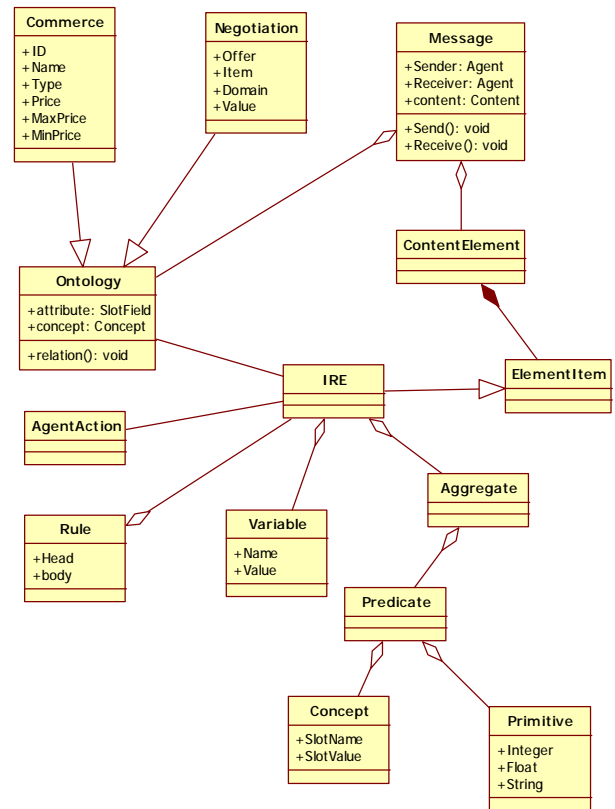 Commerce
+ID
+Name
+Type
+Price
+MaxPrice
+MinPrice
Negotiation
+Offer
+Item
+Domain
+Value
Message
+Sender: Agent
+Receiver: Agent
+content: Content
+Send(): void
+Receive(): void
ContentElement
Ontology
+attribute: SlotField
+concept: Concept
+relation(): void
IRE
ElementItem
AgentAction
Aggregate
Rule
+Head
+body
Variable
+Name
+Value
Predicate
Concept
+SlotName
+SlotValue
Primitive
+Integer
+Float
+String